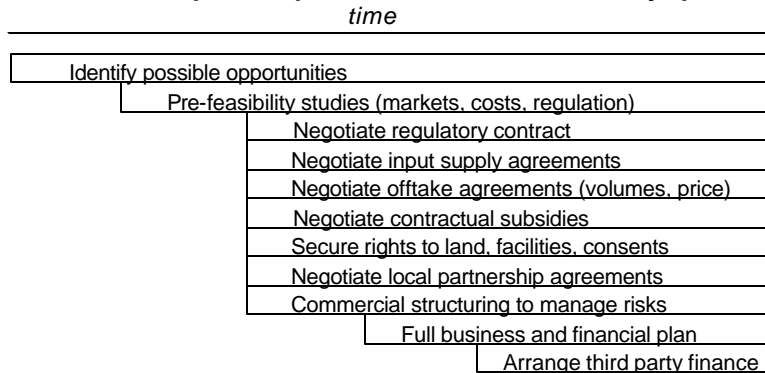 time
Identify possible opportunities
Pre-feasibility studies (markets, costs, regulation)
Negotiate regulatory contract
Negotiate input supply agreements
Negotiate offtake agreements (volumes, price)
Negotiate contractual subsidies
Secure rights to land, facilities, consents
Negotiate local partnership agreements
Commercial structuring to manage risks
Full business and financial plan
Arrange third party finance